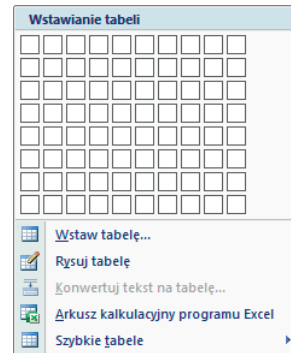 Wstawianie tabeli
Wstaw tabelę...
Rysuj tabelę
Konwertuj tekst na tabelę...
Arkusz kalkulacyjny programu Excel
Szybkie tabele